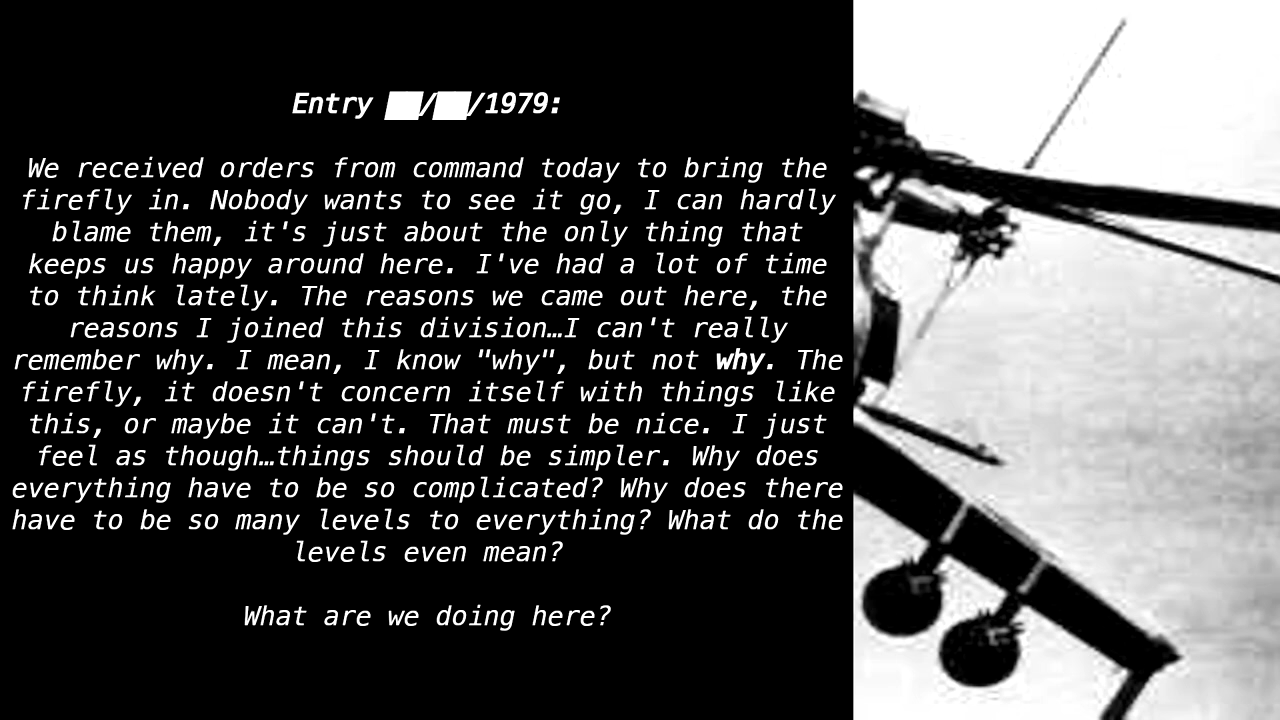 Entry ██/██/1979:
We received orders from command today to bring the
firefly in. Nobody wants to see it go, I can hardly
blame them, it's just about the only thing that
keeps us happy around here. I've had a lot of time
to think lately. The reasons we came out here, the
reasons I joined this division…I can't really
remember why. I mean, I know "why", but not why. The
firefly, it doesn't concern itself with things like
this, or maybe it can't. That must be nice. I just
feel as though…things should be simpler. Why does
everything have to be so complicated? Why does there
have to be so many levels to everything? What do the
levels even mean?
What are we doing here?